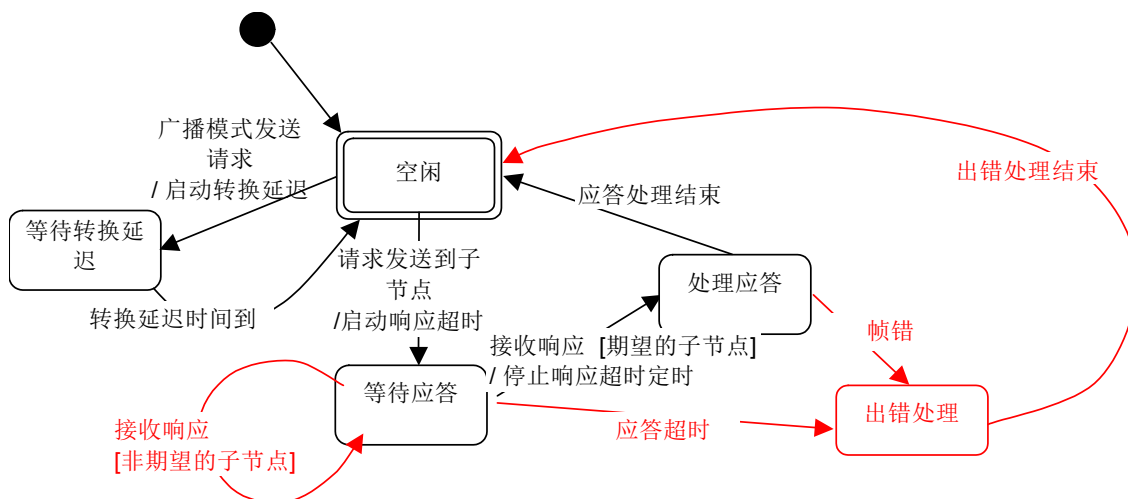 广播模式发送
请求
/ 启动转换延迟
空闲
应答处理结束
出错处理结束
等待转换延
迟
请求发送到子
节点
/启动响应超时
处理应答
转换延迟时间到
接收响应 [期望的子节点]
/ 停止响应超时定时
帧错
等待应答
出错处理
应答超时
接收响应
[非期望的子节点]